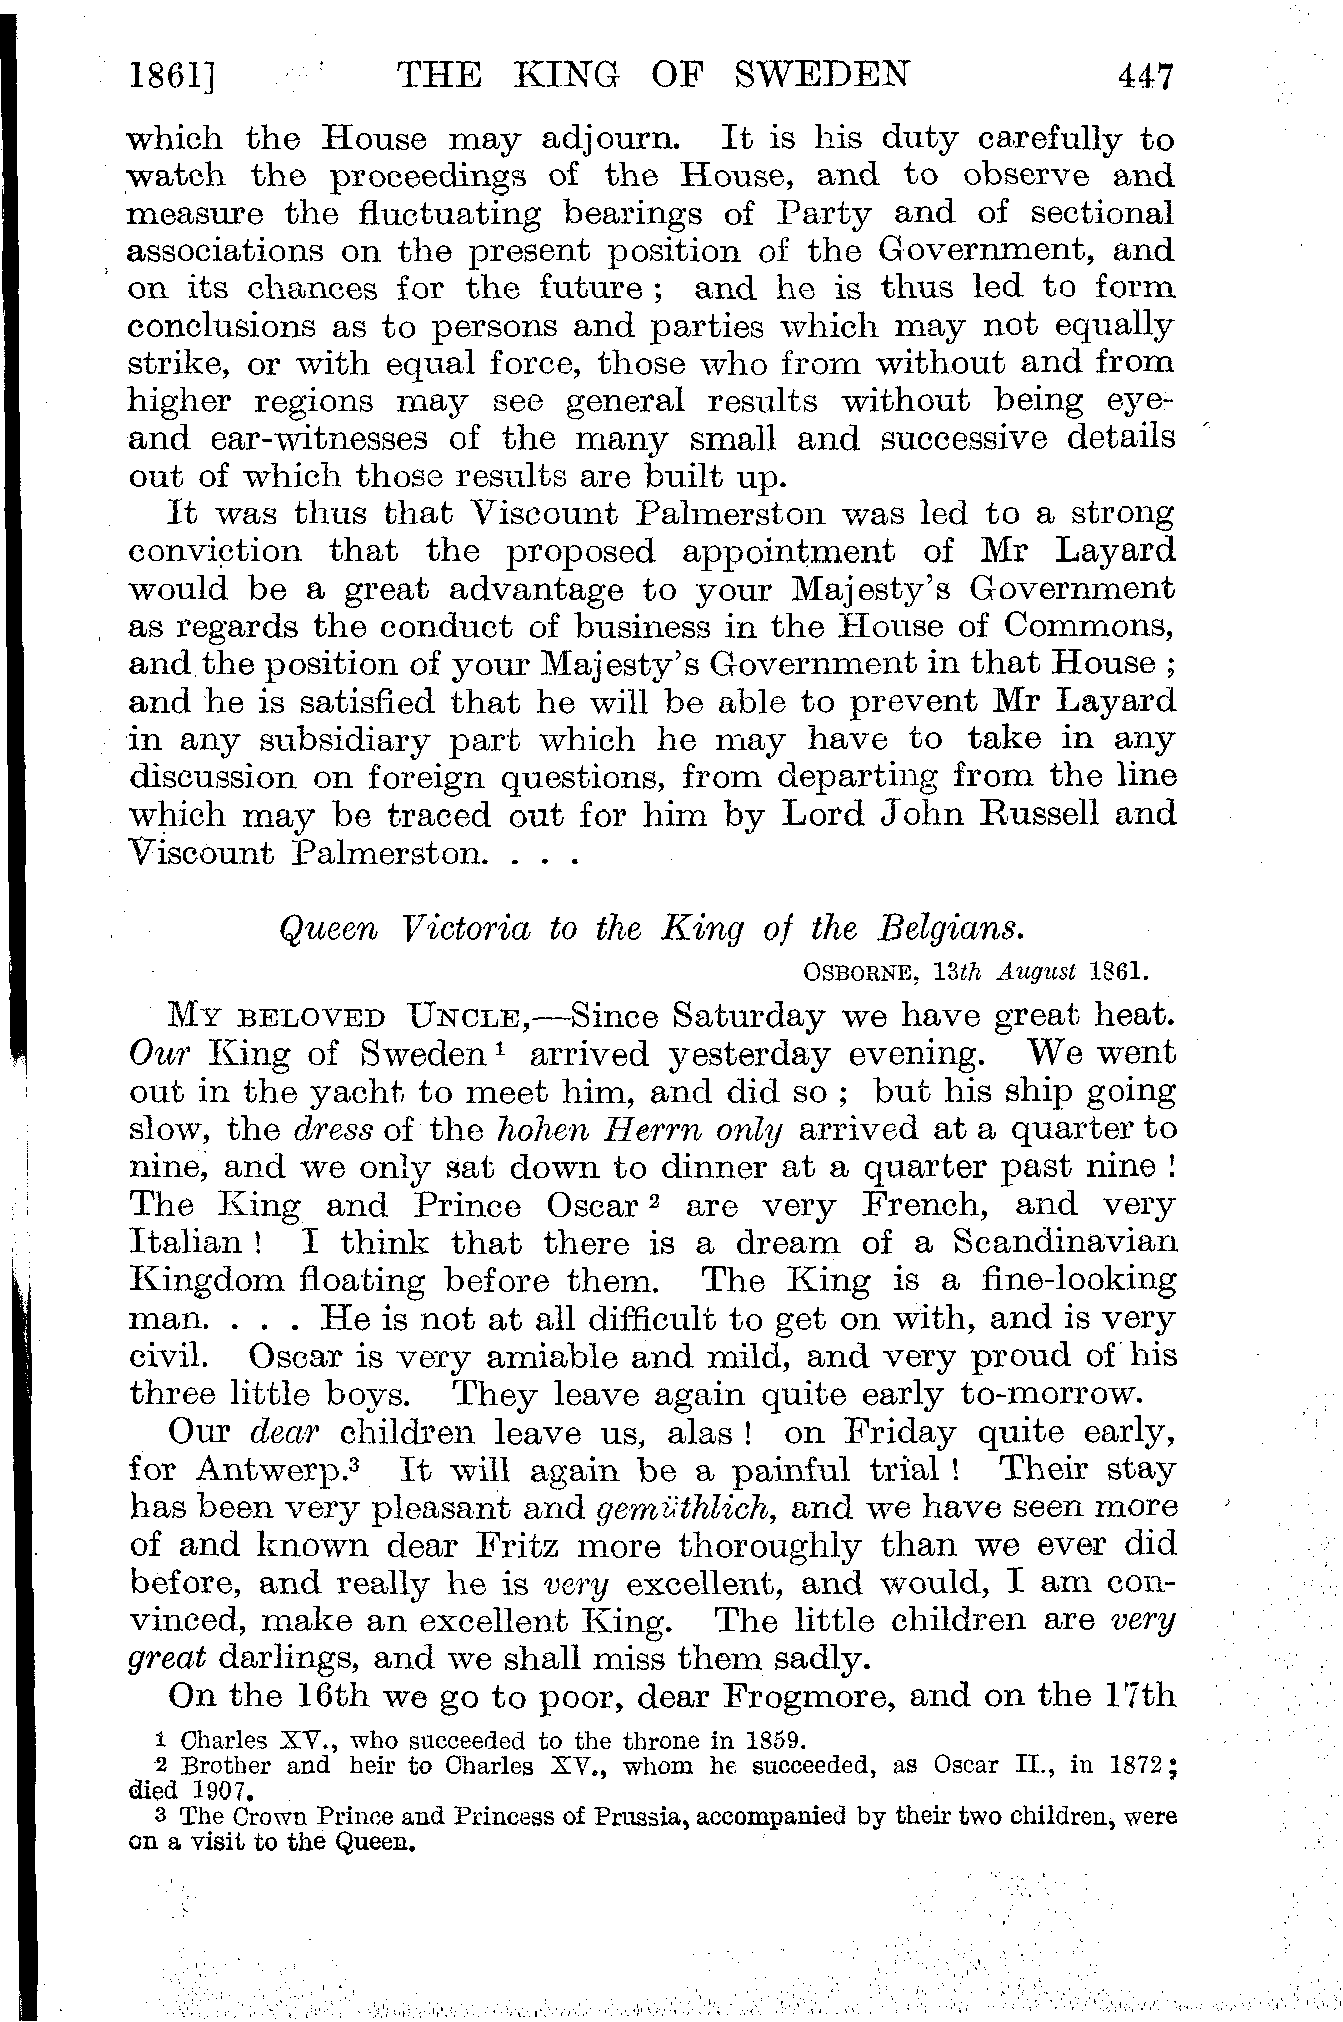 1861] THE KING OF SWEDEN 447
which the House may adjourn. It is his duty carefully to
watch the proceedings of the House, and to observe and
measure the fluctuating bearings of Party and of sectional
associations on the present position of the Government, and
on its chances for the future ; and he is thus led to form
conclusions as to persons and parties which may not equally
strike, or with equal force, those who from without and from
higher regions may see general results without being eye-
and ear-witnesses of the many small and successive details
out of which those results are built up.
It was thus that Viscount Palmerston was led to a strong
conviction that the proposed appointment of Mr Layard
would be a great advantage to your Majesty's Government
as regards the conduct of business in the House of Commons,
and the position of your Majesty's Government in that House ;
and he is satisfied that he will be able to prevent Mr Layard
in any subsidiary part which he may have to take in any
discussion on foreign questions, from departing from the line
which may be traced out for him by Lord John Russell and
Viscount Palmerston. . . .
Queen Victoria to the King of the Belgians.
OSBORNE, 13th August 1861.
MY BELOVED UNCLE,—Since Saturday we have great heat.
Our King of Sweden 1 arrived yesterday evening. We went
out in the yacht to meet him, and did so ; but his ship going
slow, the dress of the hohen Herrn only arrived at a quarter to
nine, and we only sat down to dinner at a quarter past nine !
The King and Prince Oscar 2 are very French, and very
Italian ! I think that there is a dream of a Scandinavian
Kingdom floating before them. The King is a fine-looking
man. . . . He is not at all difficult to get on with, and is very
civil. Oscar is very amiable and mild, and very proud of his
three little boys. They leave again quite early to-morrow.
Our dear children leave us, alas ! on Friday quite early,
for Antwerp.3 It will again be a painful trial ! Their stay
has been very pleasant and gemüthlich, and we have seen more
of and known dear Fritz more thoroughly than we ever did
before, and really he is very excellent, and would, I am con-
vinced, make an excellent King. The little children are very
great darlings, and we shall miss them sadly.
On the 16th we go to poor, dear Frogmore, and on the 17th
1 Charles XV., who succeeded to the throne in 1859.
2 Brother and heir to Charles XV., whom he succeeded, as Oscar II., in 1872;
died 1907.
3 The Crown Prince and Princess of Prussia, accompanied by their two children, were
on a visit to the Queen.